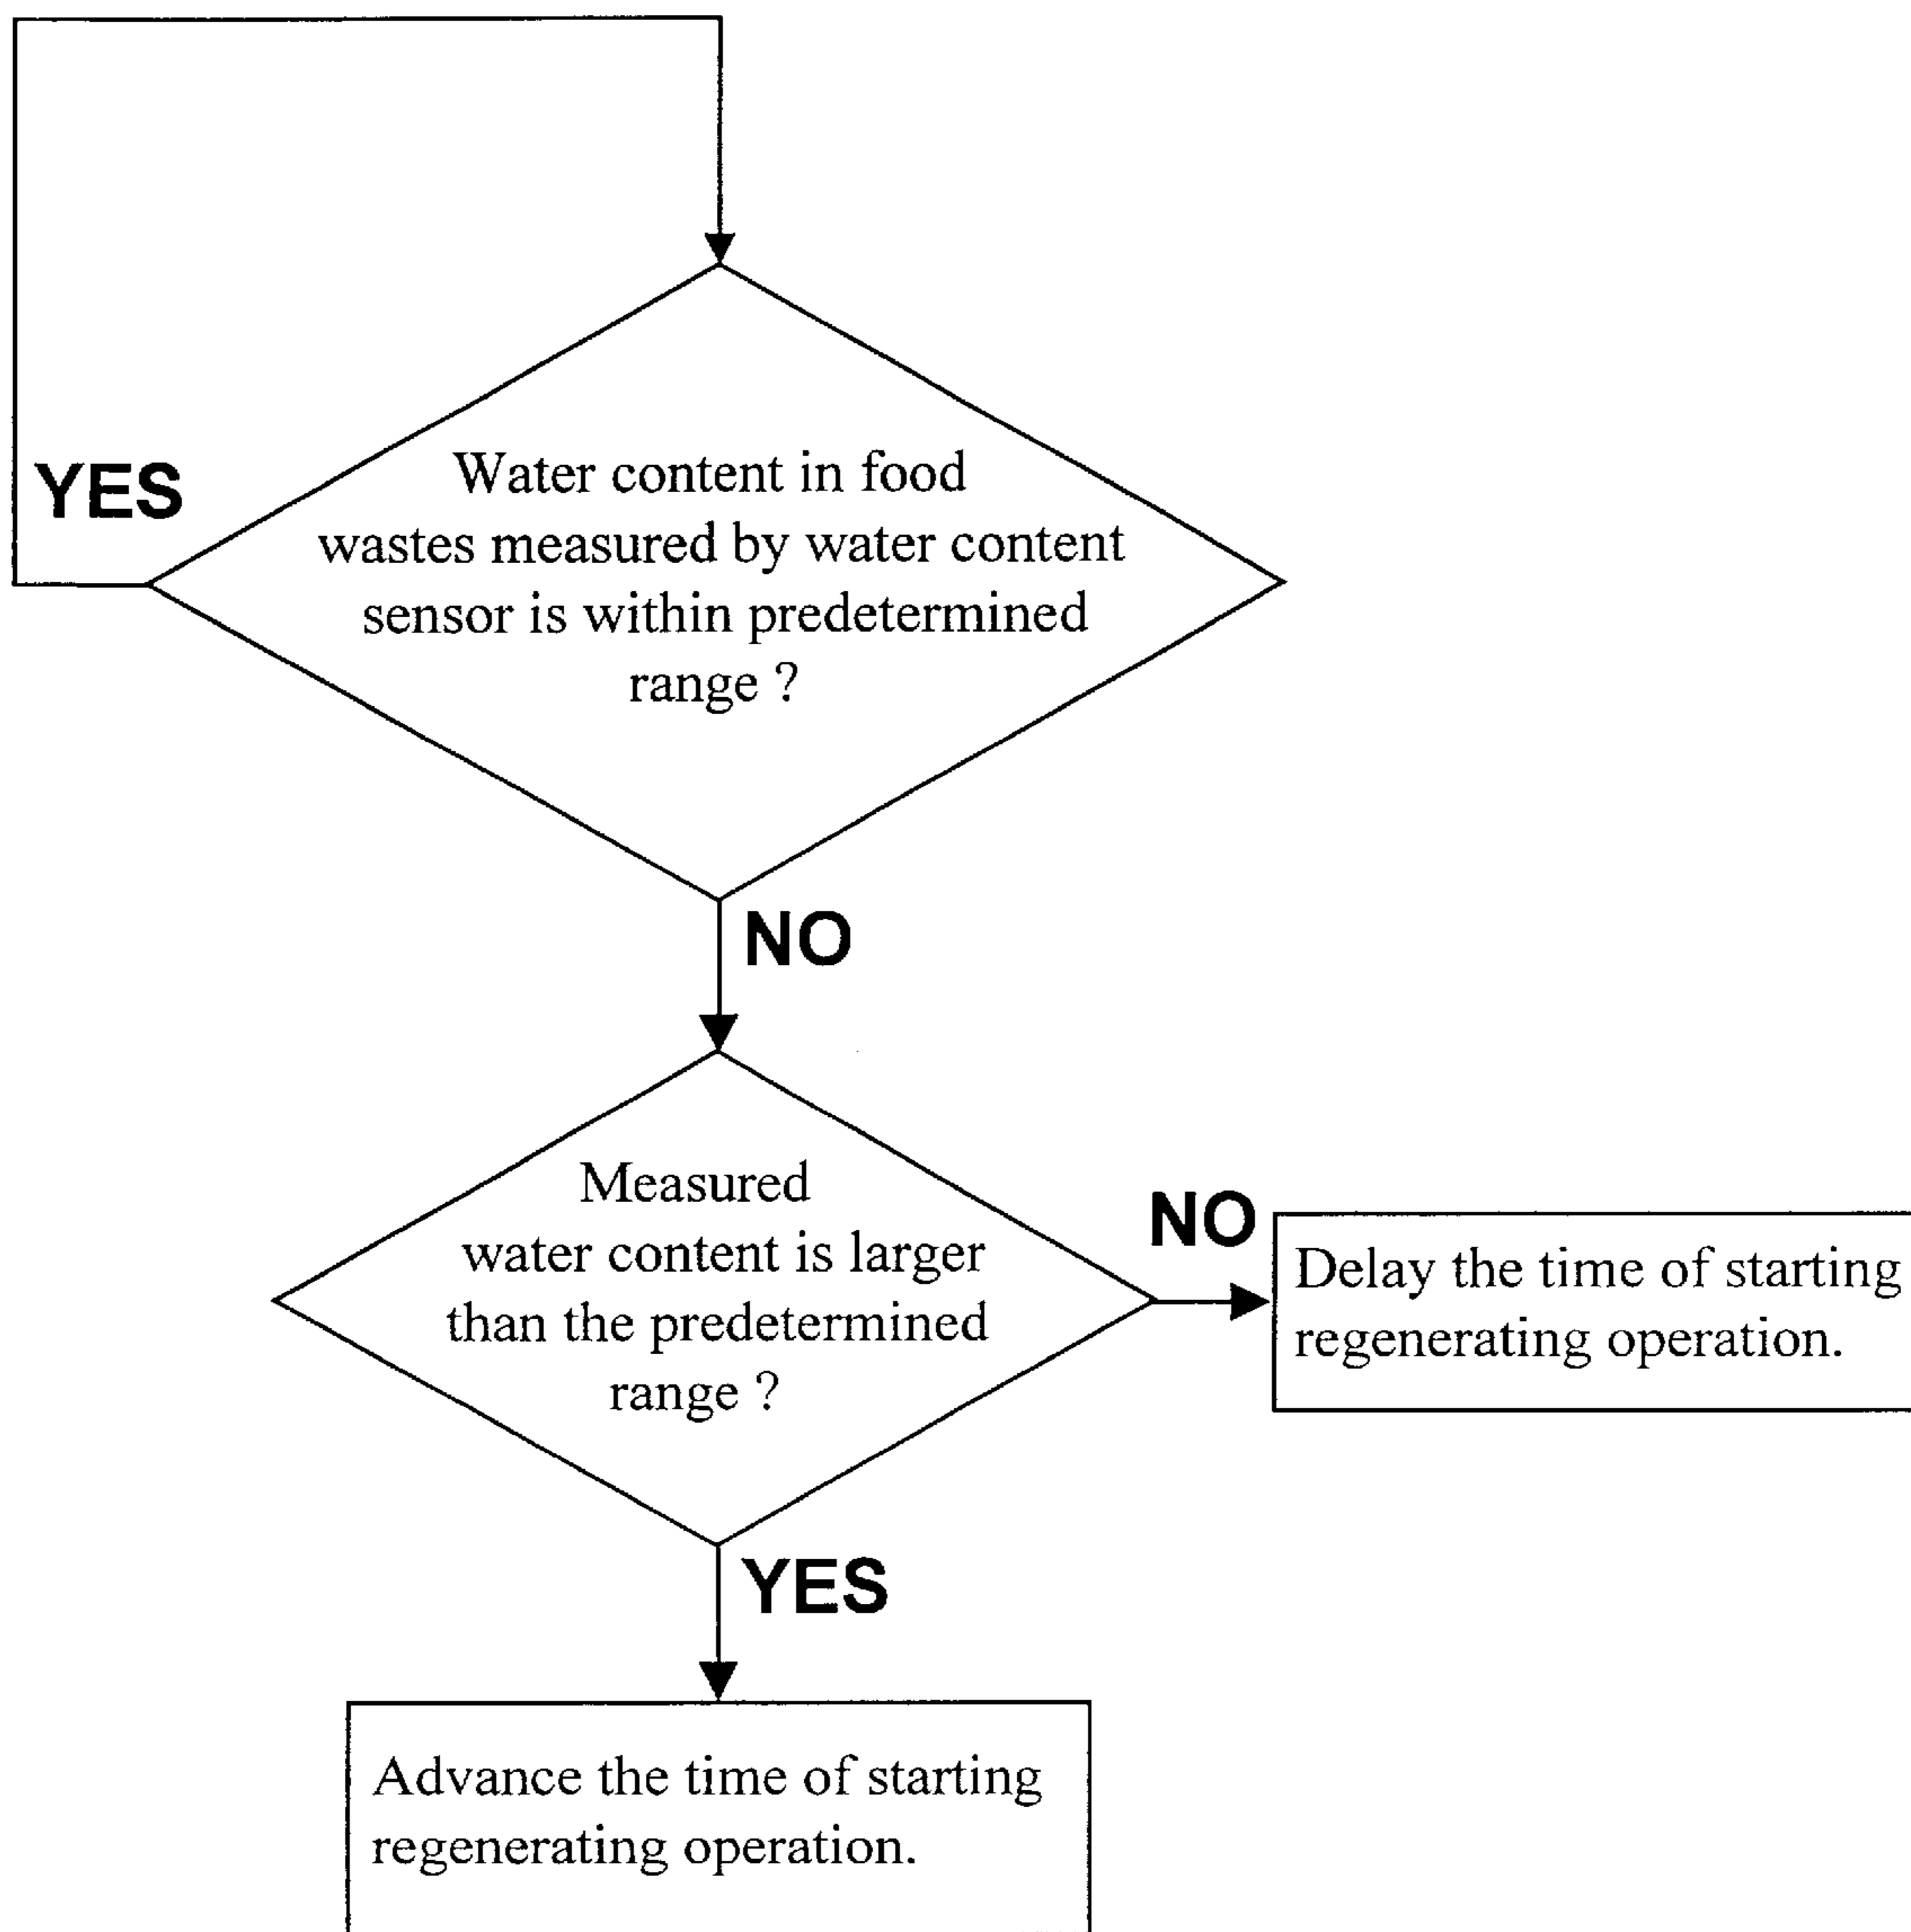 YES
Water content in food
wastes measured by water content
sensor is within predetermined
range ?
NO
Measured
water content is larger
than the predetermined
range ?
NO
Delay the time of starting
regenerating operation.
YES
Advance the time of starting
regenerating operation.